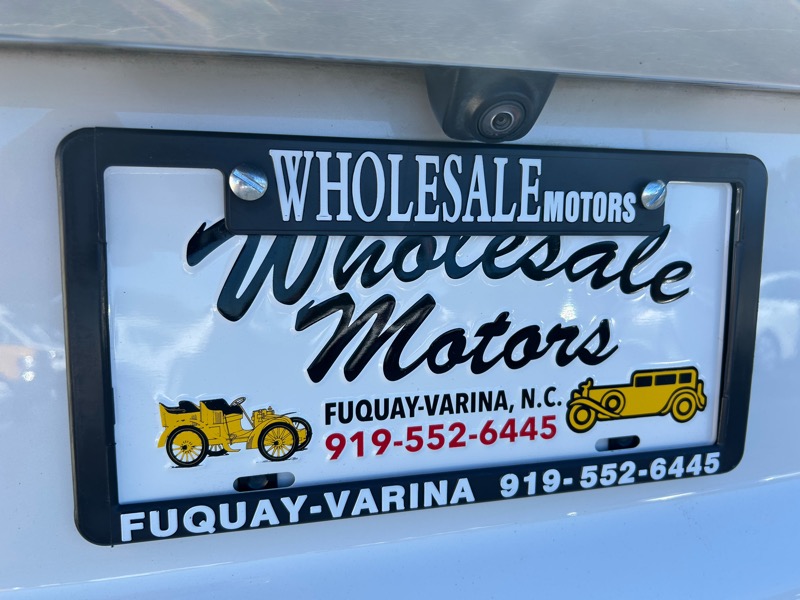 WHOLESALE MOTORS
Wholesale
Motors
FUQUAY-VARINA, N.C.
919-552-6445
FUQUAY-VARINA 919-552-6445